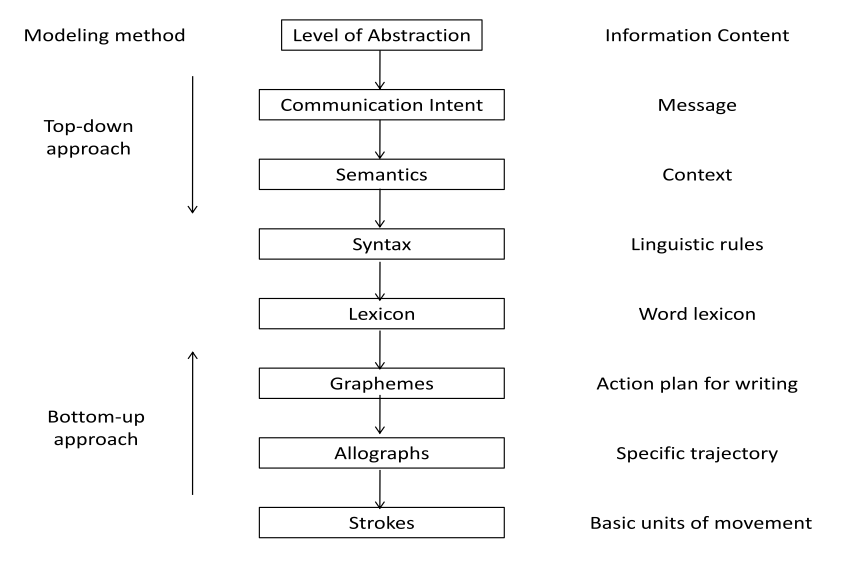 Modeling method
Level of Abstraction
Information Content
Communication Intent
Message
Top-down
approach
Semantics
Context
Syntax
Linguistic rules
Lexicon
Word lexicon
Graphemes
Action plan for writing
Bottom-up
approach
Allographs
Specific trajectory
Strokes
Basic units of movement